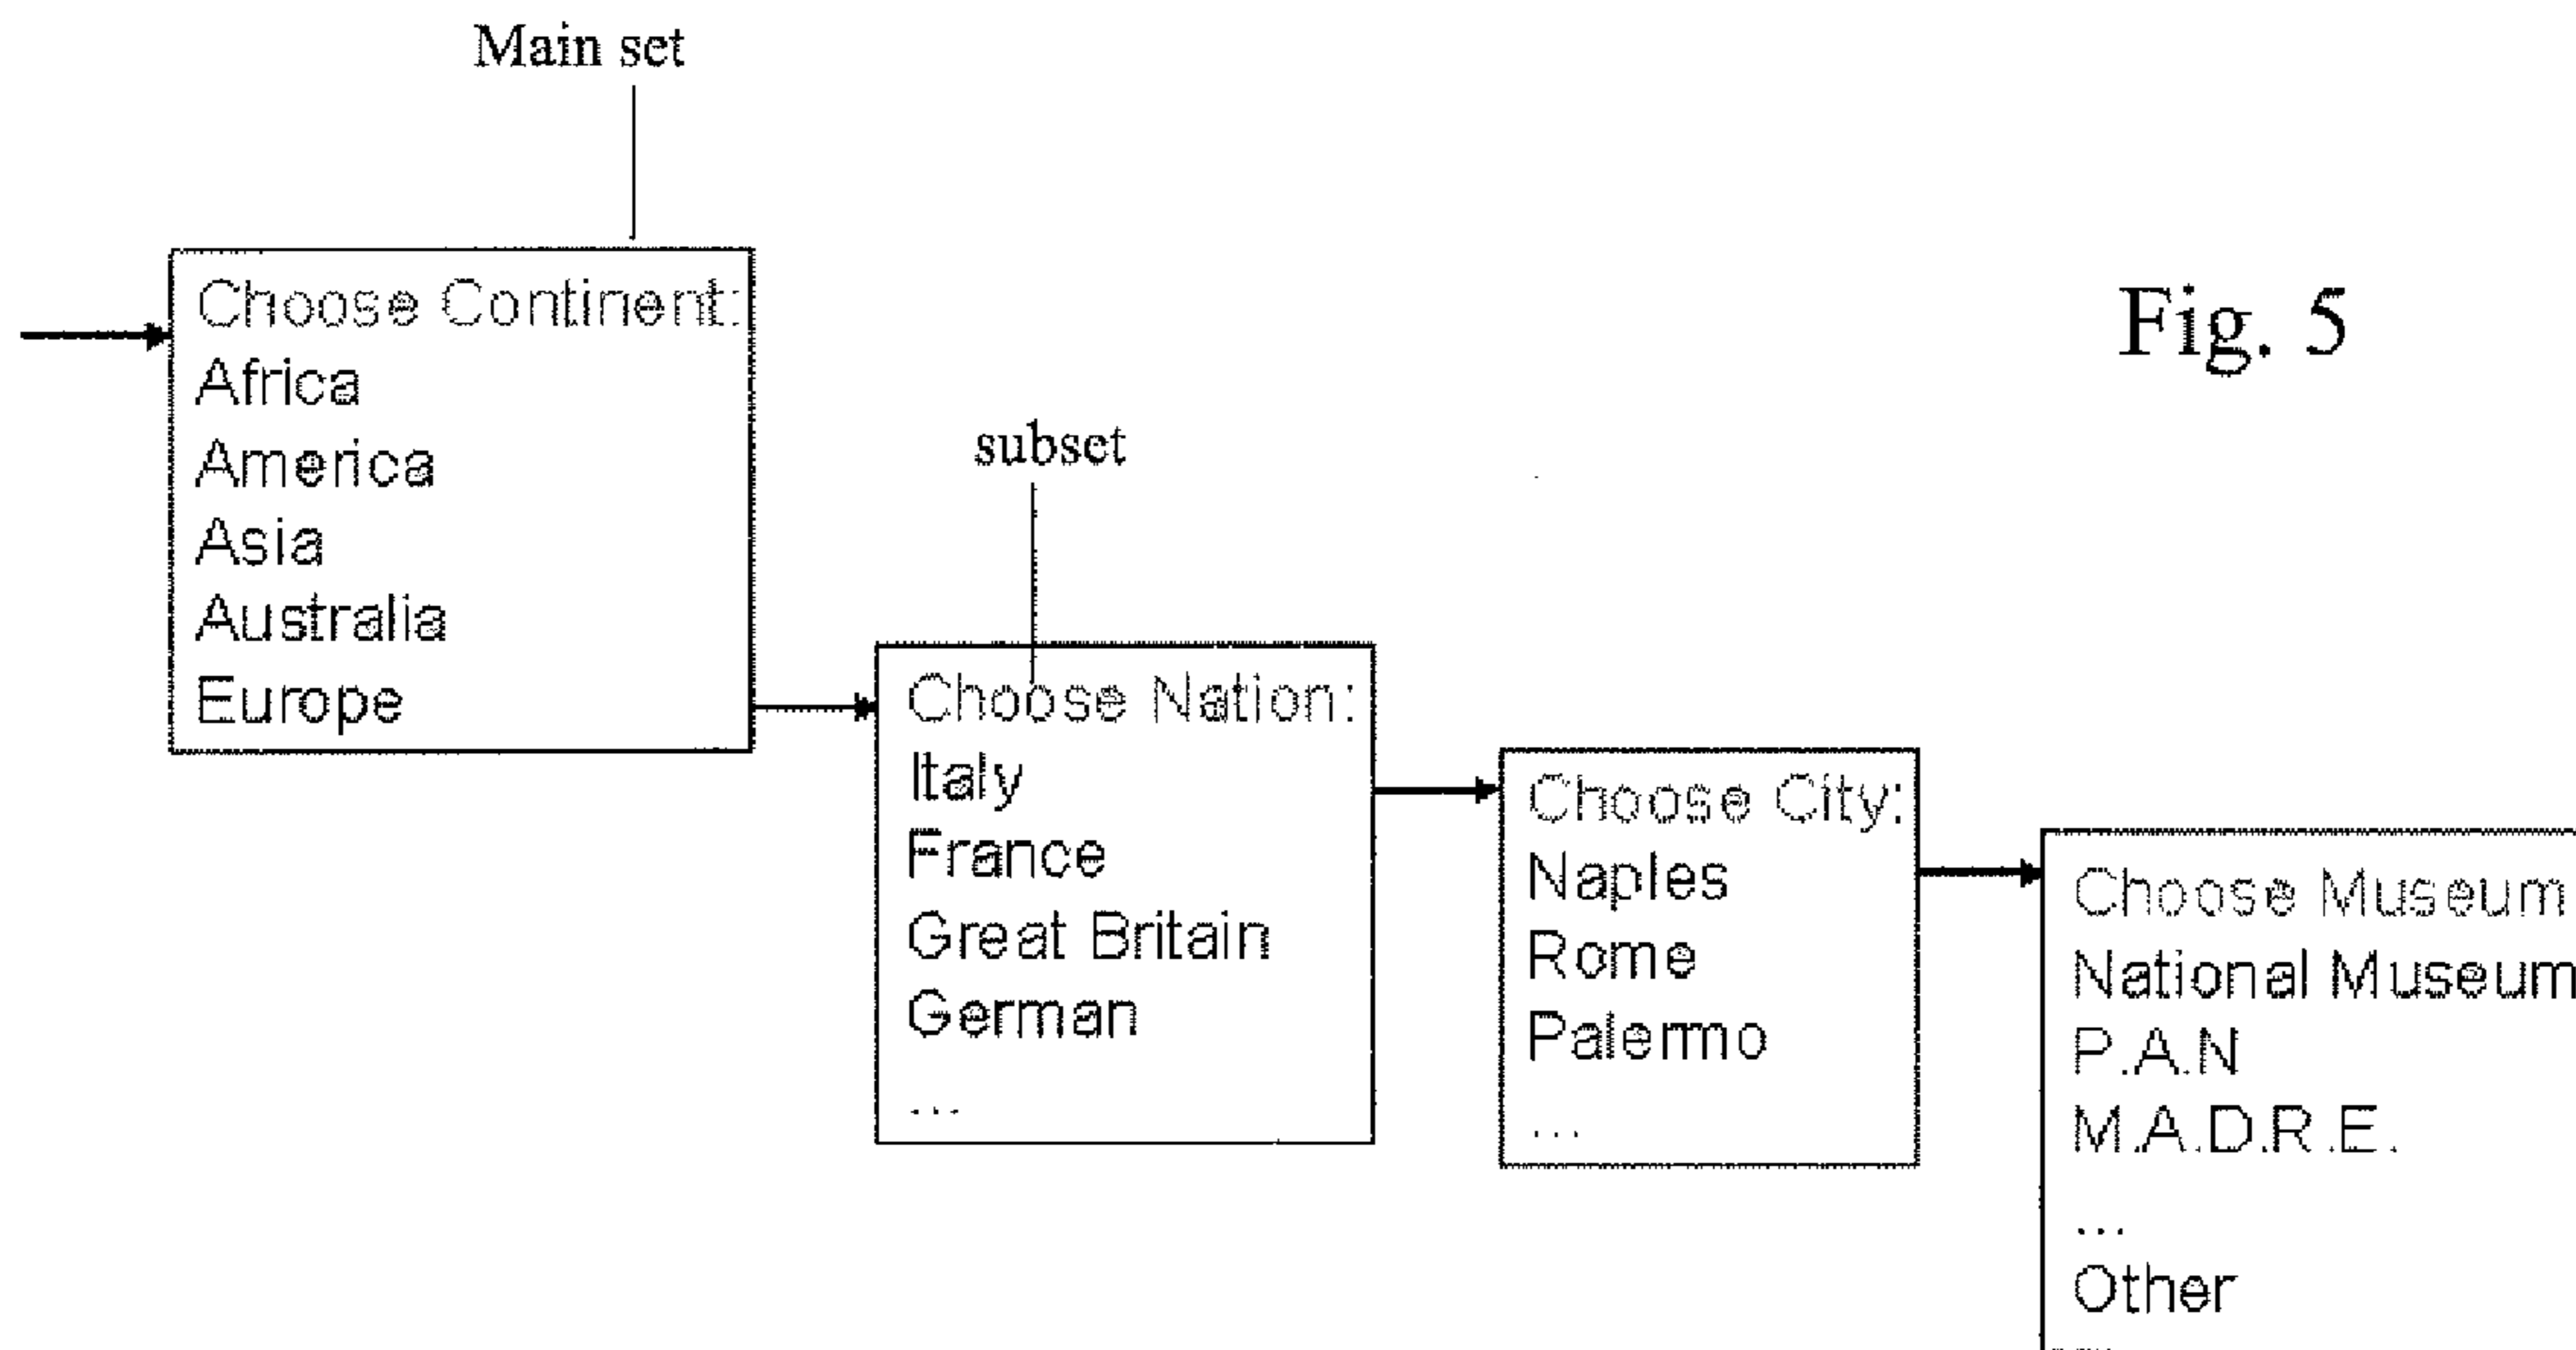 Main set
Choose Continent:
Africa
America
Asia
Australia
Europe
Fig. 5
subset
Choose Nation:
Italy
France
Great Britain
German
...
Choose City:
Naples
Rome
Palermo
...
Choose Museum
National Museum
P.A.N
M.A.D.R.E.
...
Other